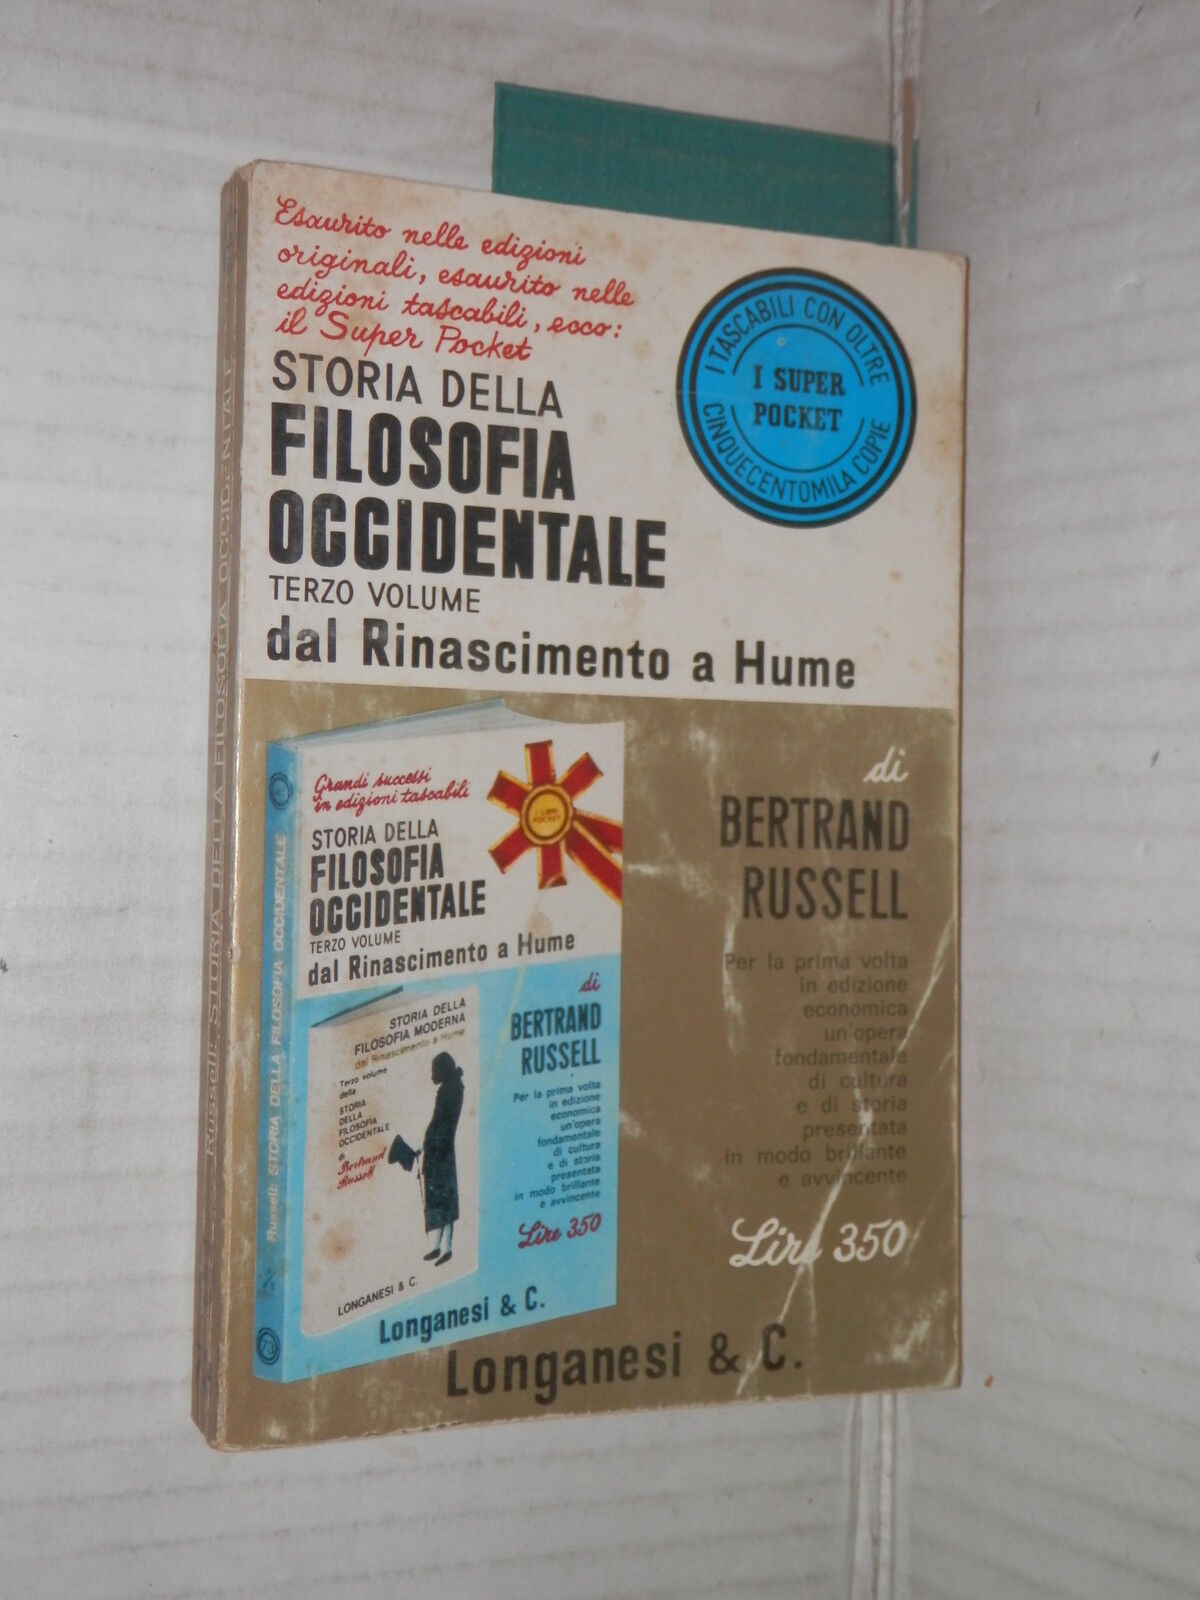 Esaurito nelle edizioni
originali, esaurito nelle
edizioni tascabili, ecco:
il Super Pocket
STORIA DELLA
FILOSOFIA
OCCIDENTALE
TERZO VOLUME
dal Rinascimento a Hume
I TASCABILI CON OLTRE
I SUPER
POCKET
CINQUECENTOMILA COPIE
di
BERTRAND
RUSSELL
Per la prima volta
in edizione
economica
un'opera
fondamentale
di cultura
e di storia
presentata
in modo brillante
e avvincente
Lire 350
Longanesi & C.
Grandi successi
in edizioni tascabili
I LIBRI
POCKET
STORIA DELLA
FILOSOFIA
OCCIDENTALE
TERZO VOLUME
dal Rinascimento a Hume
di
BERTRAND
RUSSELL
Per la prima volta
in edizione
economica
un'opera
fondamentale
di cultura
e di storia
presentata
in modo brillante
e avvincente
Lire 350
Longanesi & C.
STORIA DELLA
FILOSOFIA MODERNA
dal Rinascimento a Hume
Terzo volume
della
STORIA
DELLA
FILOSOFIA
OCCIDENTALE
di
Bertrand
Russell
LONGANESI & C.
Russell: STORIA DELLA FILOSOFIA OCCIDENTALE
73
Russell: STORIA DELLA FILOSOFIA OCCIDENTALE